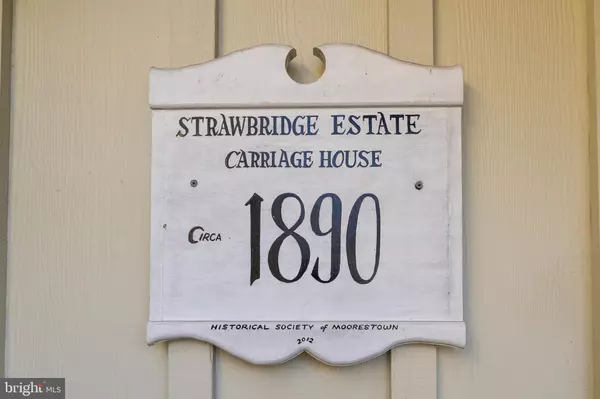 STRAWBRIDGE ESTATE
CARRIAGE HOUSE
CIRCA 1890
HISTORICAL SOCIETY of MOORESTOWN
2012
bright MLS